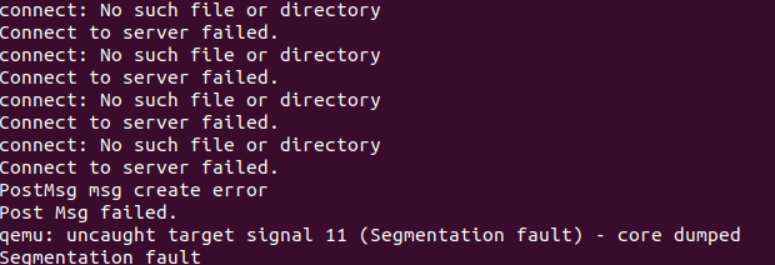 connect: No such file or directory
Connect to server failed.
connect: No such file or directory
Connect to server failed.
connect: No such file or directory
Connect to server failed.
connect: No such file or directory
Connect to server failed.
PostMsg msg create error
Post Msg failed.
qemu: uncaught target signal 11 (Segmentation fault) - core dumped
Segmentation fault